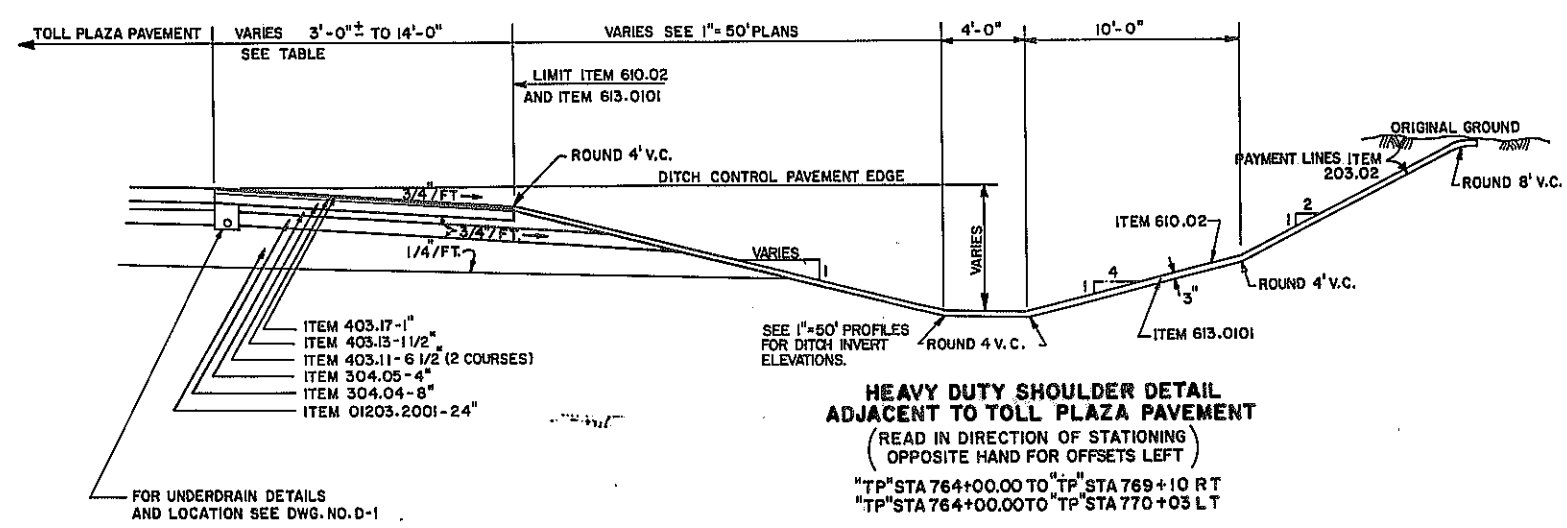 TOLL PLAZA PAVEMENT
VARIES 3'-0"± TO 14'-0"
SEE TABLE
VARIES SEE 1"=50' PLANS
4'-0"
10'-0"
LIMIT ITEM 610.02
AND ITEM 613.0101
ORIGINAL GROUND
ROUND 4' V.C.
PAYMENT LINES ITEM
203.02
DITCH CONTROL PAVEMENT EDGE
ROUND 8' V.C.
3/4"/FT.
3/4"/FT.
1/4"/FT.
VARIES
1
VARIES
2
1
ITEM 610.02
4
1
3"
ROUND 4' V.C.
ITEM 613.0101
SEE 1"=50' PROFILES
FOR DITCH INVERT
ELEVATIONS.
ROUND 4 V.C.
ITEM 403.17-1"
ITEM 403.13-1 1/2"
ITEM 403.11-6 1/2" (2 COURSES)
ITEM 304.05-4"
ITEM 304.04-8"
ITEM 01203.2001-24"
HEAVY DUTY SHOULDER DETAIL
ADJACENT TO TOLL PLAZA PAVEMENT
(READ IN DIRECTION OF STATIONING
OPPOSITE HAND FOR OFFSETS LEFT)
"TP"STA 764+00.00 TO "TP"STA 769+10 RT
"TP"STA 764+00.00TO "TP"STA 770+03 LT
FOR UNDERDRAIN DETAILS
AND LOCATION SEE DWG. NO. D-1